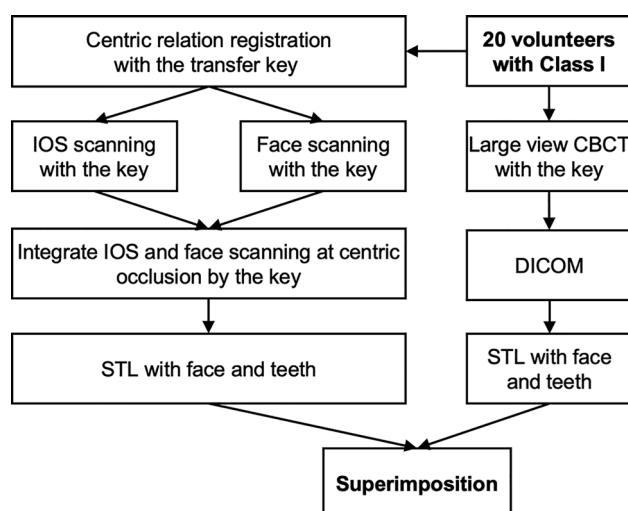 Centric relation registration
with the transfer key
20 volunteers
with Class I
IOS scanning
with the key
Face scanning
with the key
Large view CBCT
with the key
Integrate IOS and face scanning at centric
occlusion by the key
DICOM
STL with face and teeth
STL with face
and teeth
Superimposition